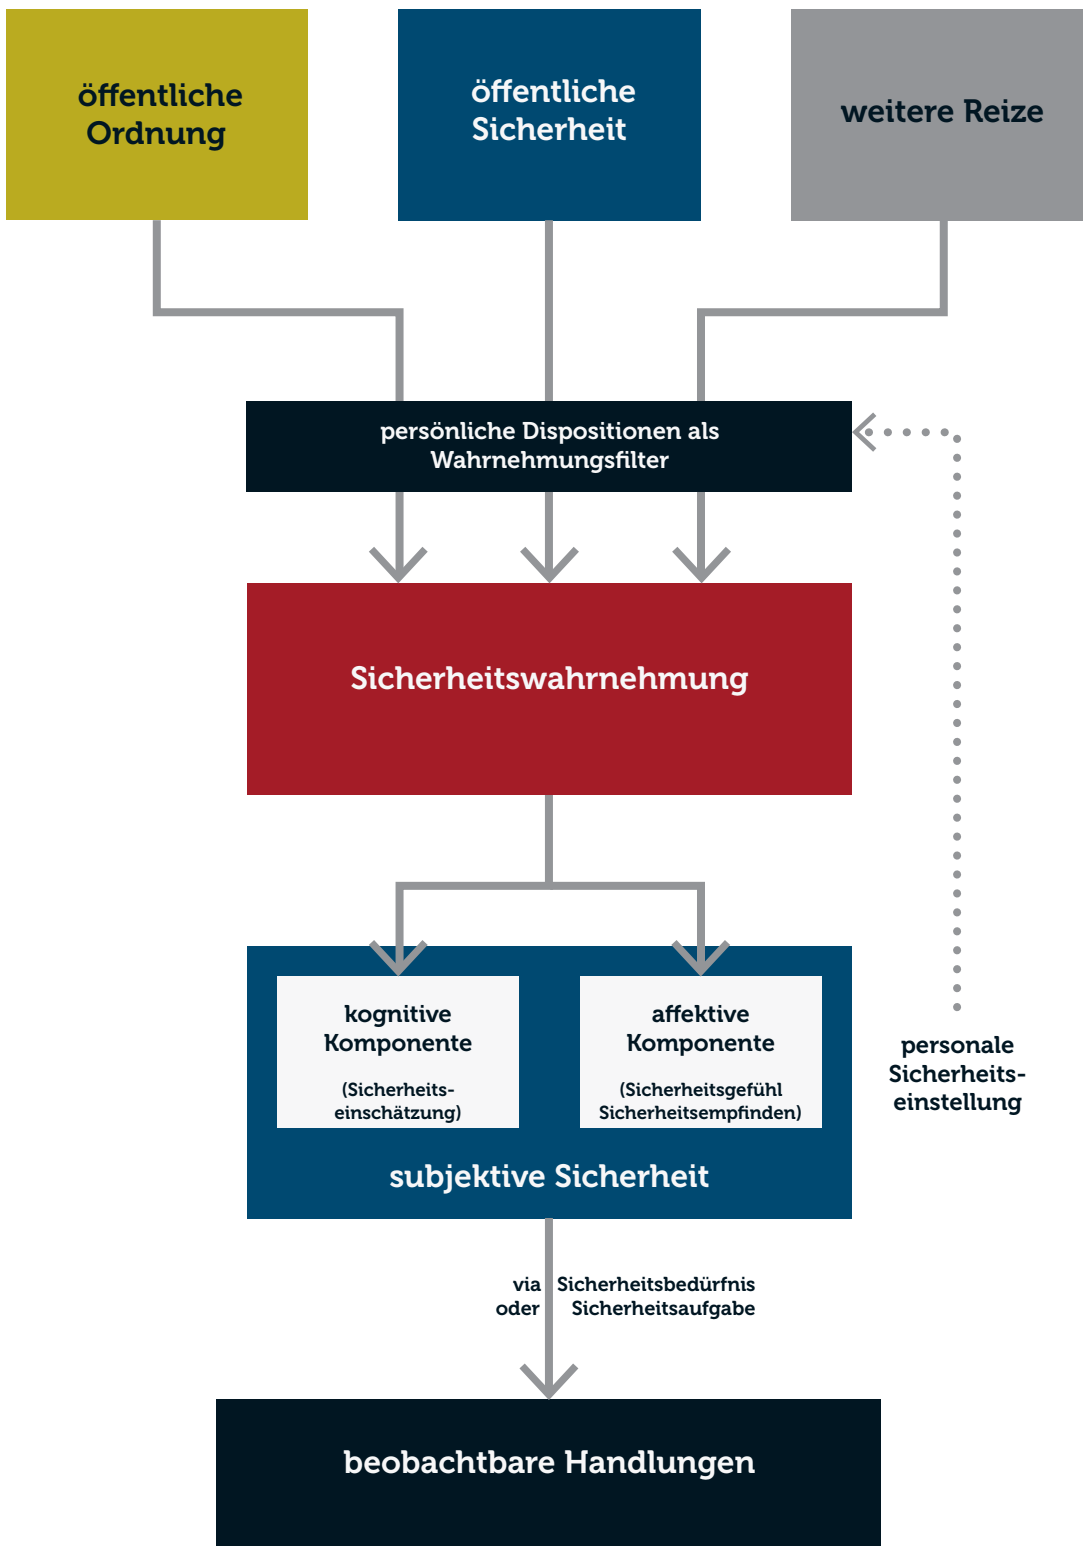 öffentliche
Ordnung
öffentliche
Sicherheit
weitere Reize
persönliche Dispositionen als
Wahrnehmungsfilter
Sicherheitswahrnehmung
kognitive
Komponente
(Sicherheits-
einschätzung)
affektive
Komponente
(Sicherheitsgefühl
Sicherheitsempfinden)
subjektive Sicherheit
personale
Sicherheits-
einstellung
via Sicherheitsbedürfnis
oder Sicherheitsaufgabe
beobachtbare Handlungen